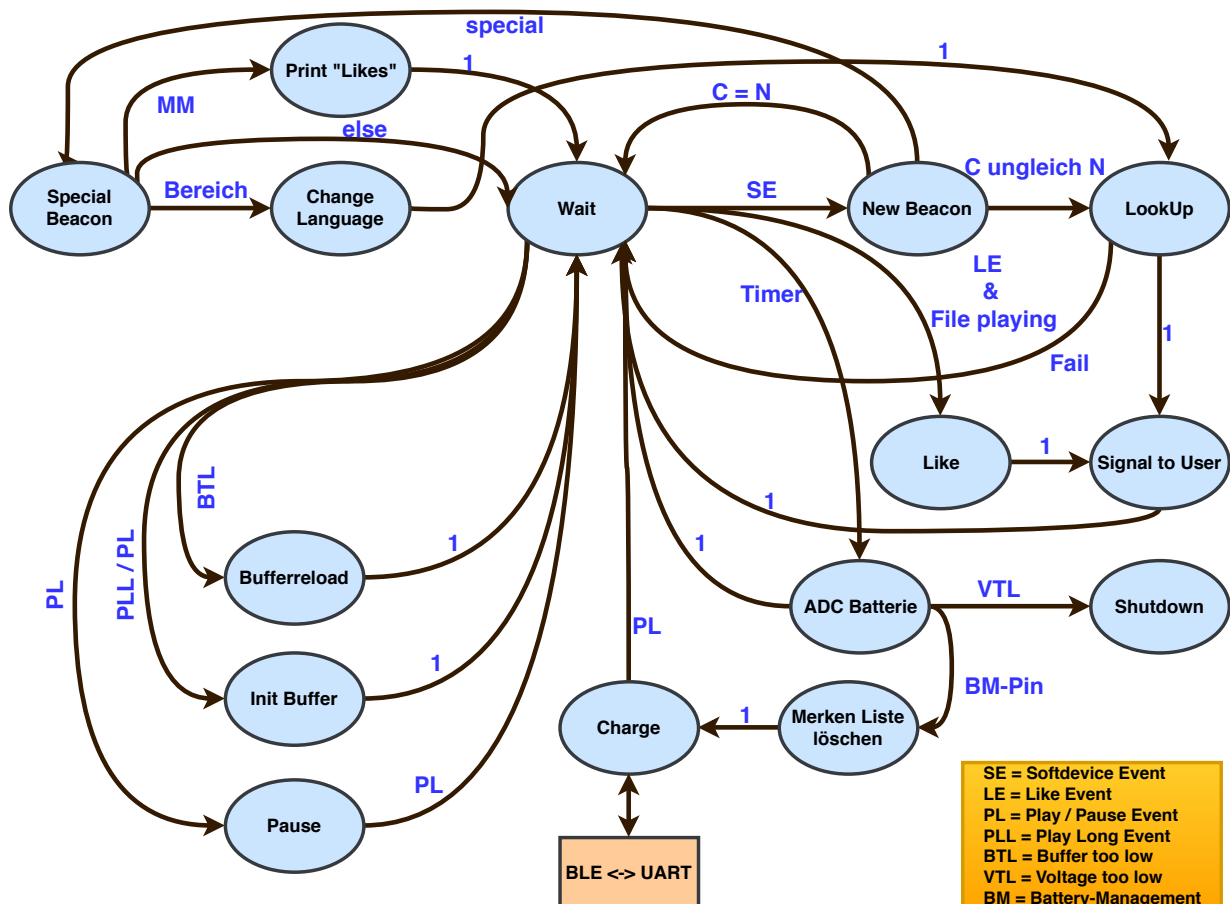 special
1
Print "Likes"
1
C = N
MM
else
Special
Beacon
Bereich
Change
Language
Wait
SE
New Beacon
C ungleich N
LookUp
Timer
LE
&
File playing
Fail
1
Like
1
Signal to User
BTL
PLL / PL
PL
Bufferreload
1
1
1
ADC Batterie
VTL
Shutdown
PL
Init Buffer
1
BM-Pin
Charge
1
Merken Liste
löschen
Pause
PL
BLE <-> UART
SE = Softdevice Event
LE = Like Event
PL = Play / Pause Event
PLL = Play Long Event
BTL = Buffer too low
VTL = Voltage too low
BM = Battery-Management